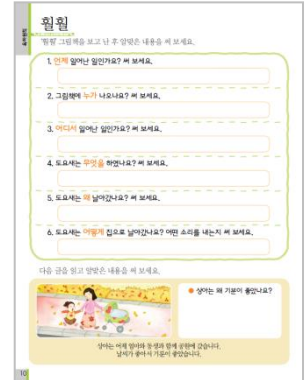 훨훨
'훨훨' 그림책을 보고 난 후 알맞은 내용을 써 보세요.
1. 언제 일어난 일인가요? 써 보세요.
2. 그림책에 누가 나오나요? 써 보세요.
3. 어디서 일어난 일인가요? 써 보세요.
4. 도요새는 무엇을 하였나요? 써 보세요.
5. 도요새는 왜 날아갔나요? 써 보세요.
6. 도요새는 어떻게 집으로 날아갔나요? 어떤 소리를 내는지 써 보세요.
다음 글을 읽고 알맞은 내용을 써 보세요.
상아는 왜 기분이 좋았나요?
상아는 어제 엄마와 동생과 함께 공원에 갔습니다.
날씨가 좋아서 기분이 좋았습니다.
10